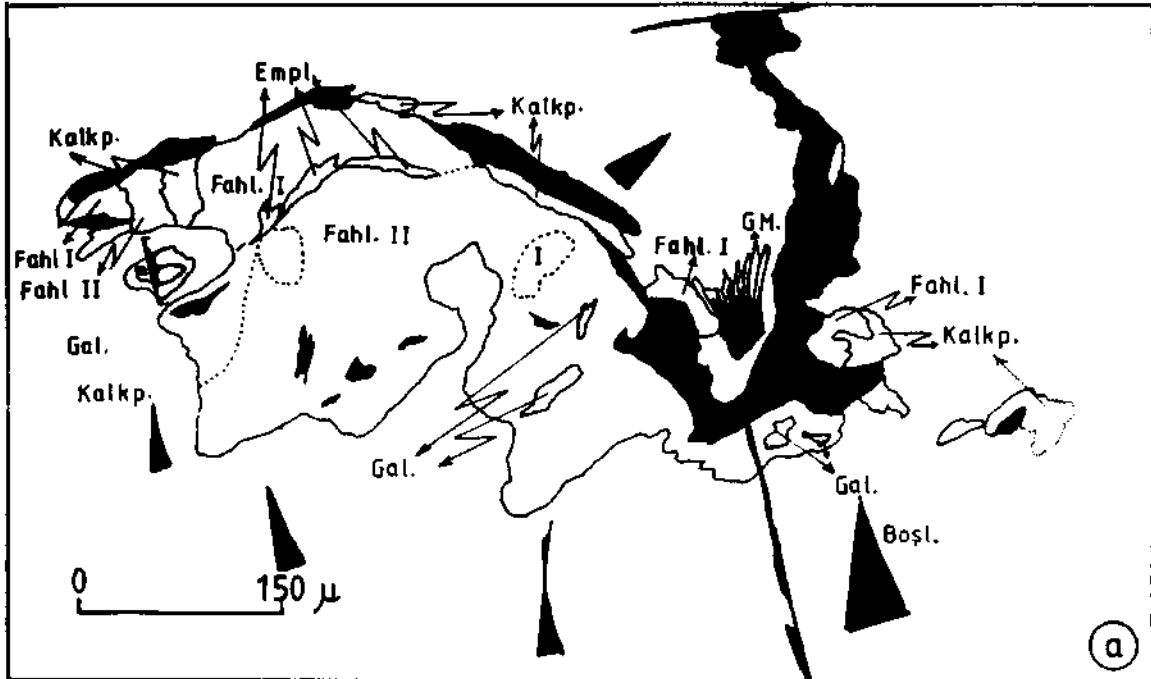 Empl.
Kalkp.
Kalkp.
Fahl. I
Fahl I
Fahl II
Fahl. II
I
G.M.
Fahl. I
Fahl. I
Kalkp.
Gal.
Kalkp.
Gal.
Gal.
Boşl.
0 150 µ
a